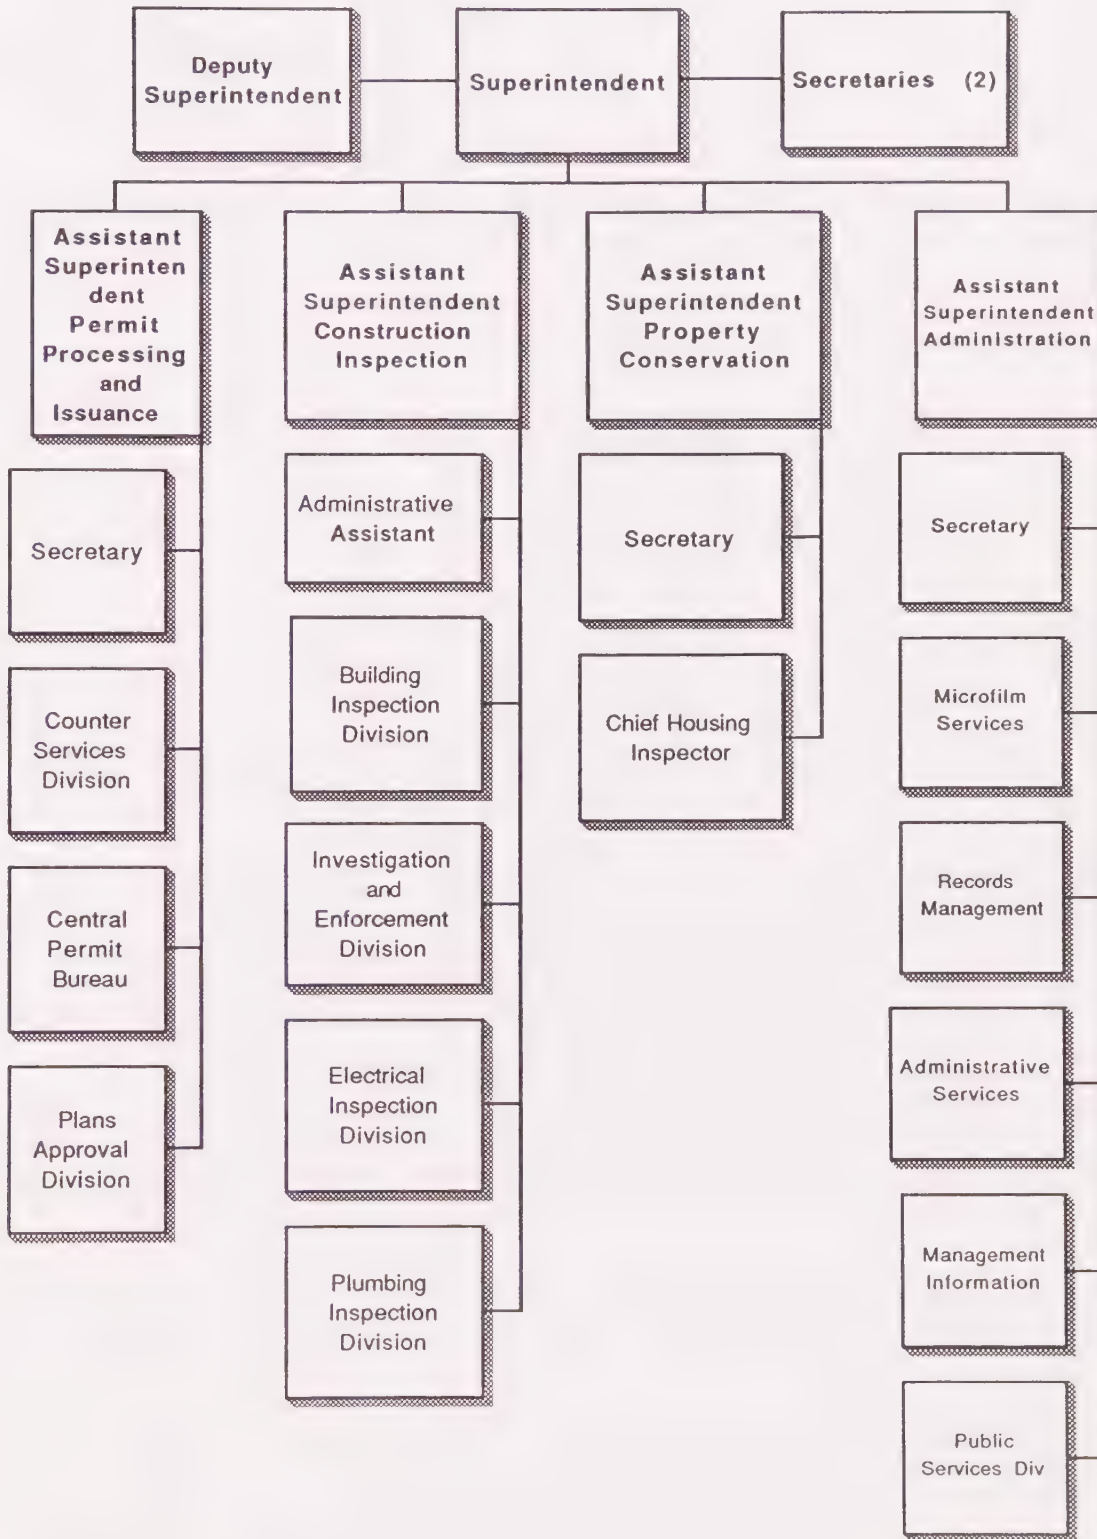 Deputy
Superintendent
Superintendent
Secretaries (2)
Assistant
Superinten
dent
Permit
Processing
and
Issuance
Assistant
Superintendent
Construction
Inspection
Assistant
Superintendent
Property
Conservation
Assistant
Superintendent
Administration
Secretary
Counter
Services
Division
Central
Permit
Bureau
Plans
Approval
Division
Administrative
Assistant
Building
Inspection
Division
Investigation
and
Enforcement
Division
Electrical
Inspection
Division
Plumbing
Inspection
Division
Secretary
Chief Housing
Inspector
Secretary
Microfilm
Services
Records
Management
Administrative
Services
Management
Information
Public
Services Div